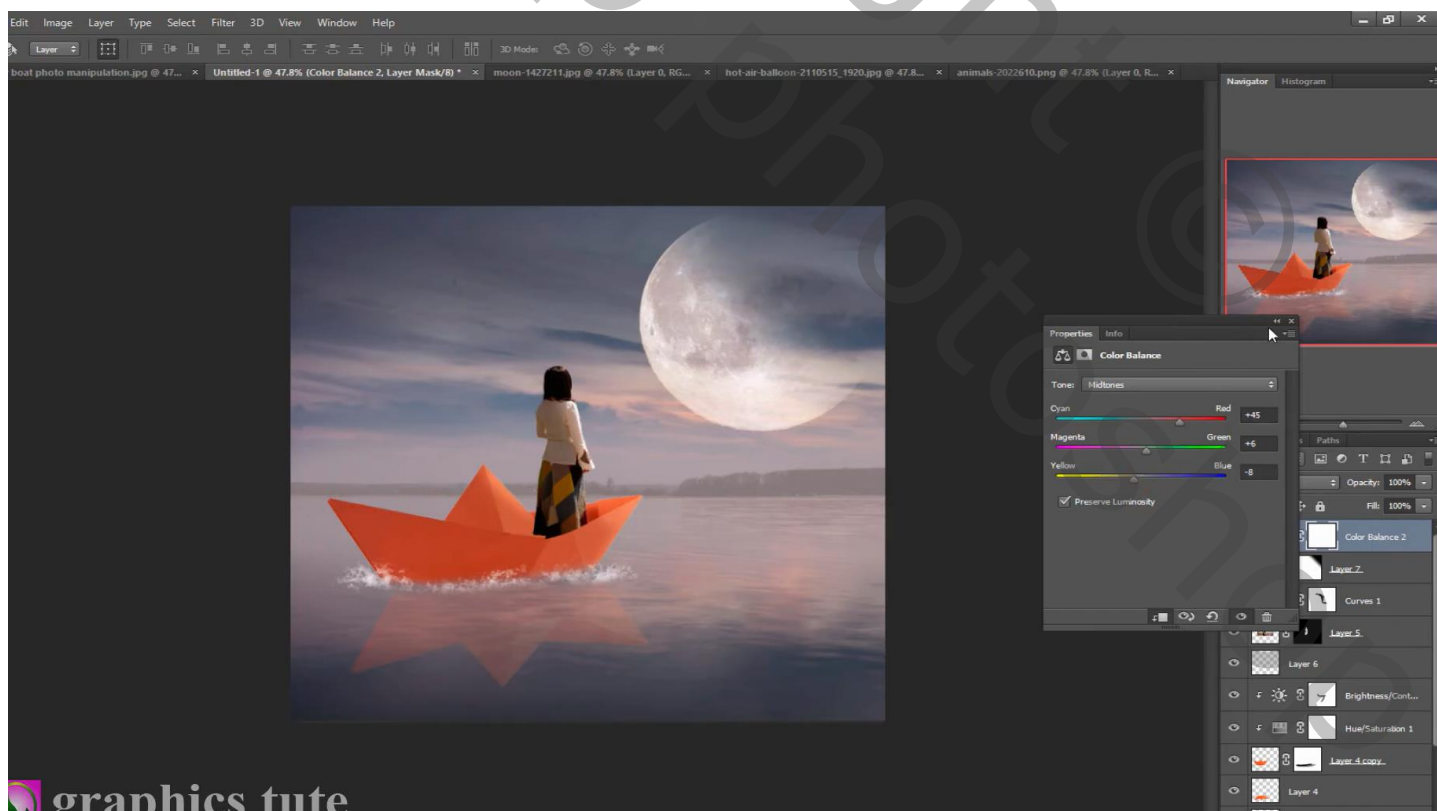 Edit Image Layer Type Select Filter 3D View Window Help
Layer 3D Mode:
boat photo manipulation.jpg @ 47... × Untitled-1 @ 47.8% (Color Balance 2, Layer Mask/8) * × moon-1427211.jpg @ 47.8% (Layer 0, RG... × hot-air-balloon-2110515_1920.jpg @ 47.8... × animals-2022610.png @ 47.8% (Layer 0, R... ×
Navigator Histogram
Properties Info
Color Balance
Tone: Midtones
Cyan Red +45
Magenta Green +6
Yellow Blue -8
Preserve Luminosity
s Paths
Opacity: 100%
Fill: 100%
Color Balance 2
Layer 7
Curves 1
Layer 5
Layer 6
Brightness/Cont...
Hue/Saturation 1
Layer 4 copy
Layer 4
graphics tute